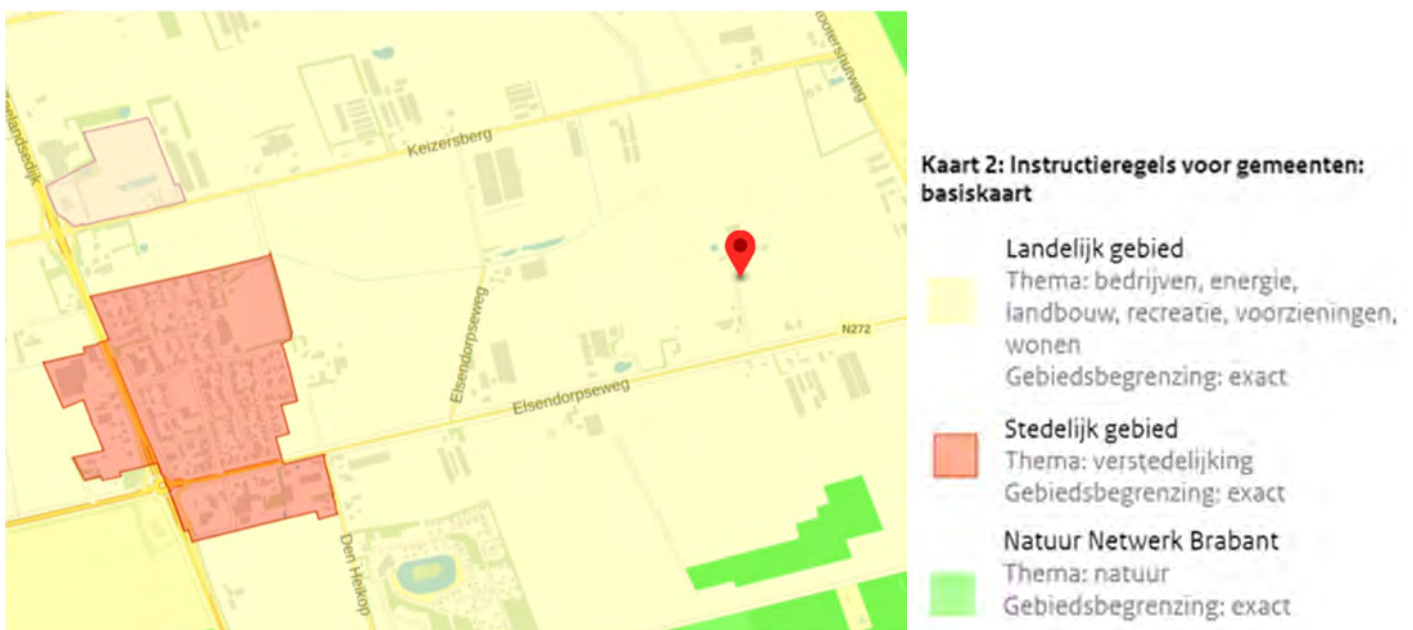 Zeelandsedijk
Keizersberg
Elsendorpseweg
N272
Elsendorpseweg
Den Heikop
Kaart 2: Instructieregels voor gemeenten:
basiskaart
Landelijk gebied
Thema: bedrijven, energie,
landbouw, recreatie, voorzieningen,
wonen
Gebiedsbegrenzing: exact
Stedelijk gebied
Thema: verstedelijking
Gebiedsbegrenzing: exact
Natuur Netwerk Brabant
Thema: natuur
Gebiedsbegrenzing: exact